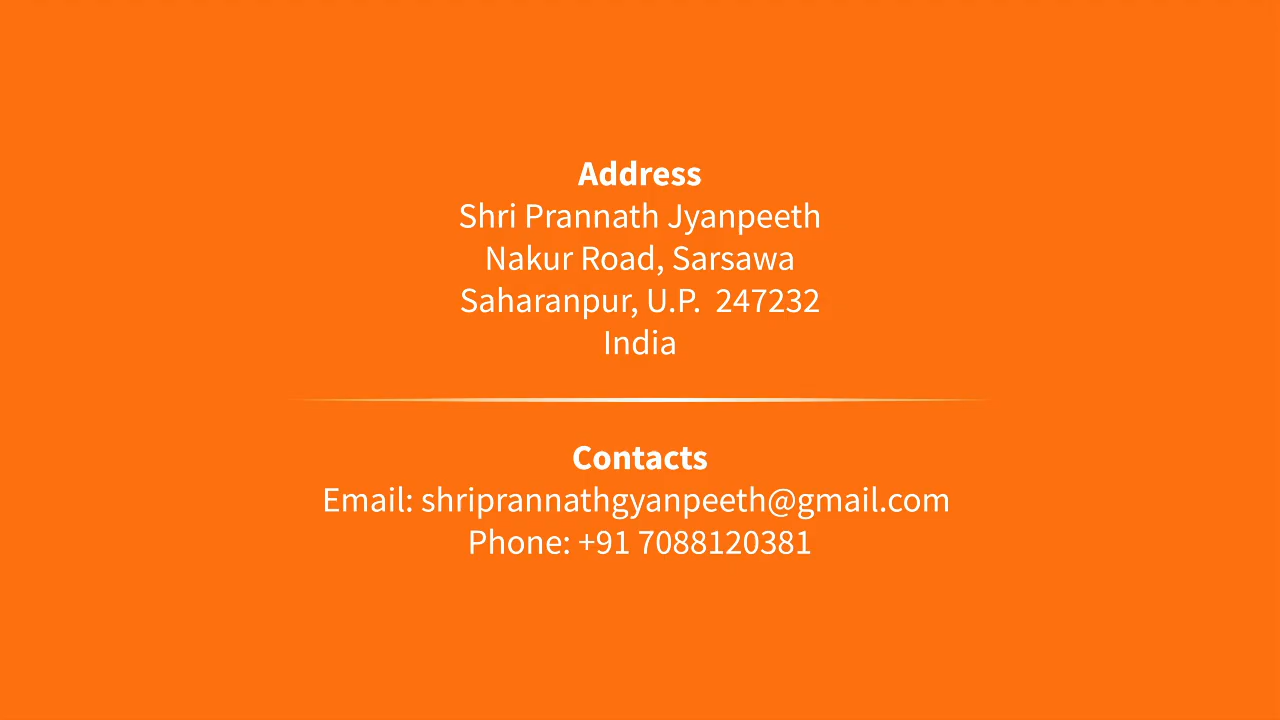 Address
Shri Prannath Jyanpeeth
Nakur Road, Sarsawa
Saharanpur, U.P.  247232
India
Contacts
Email: shriprannathgyanpeeth@gmail.com
Phone: +91 7088120381